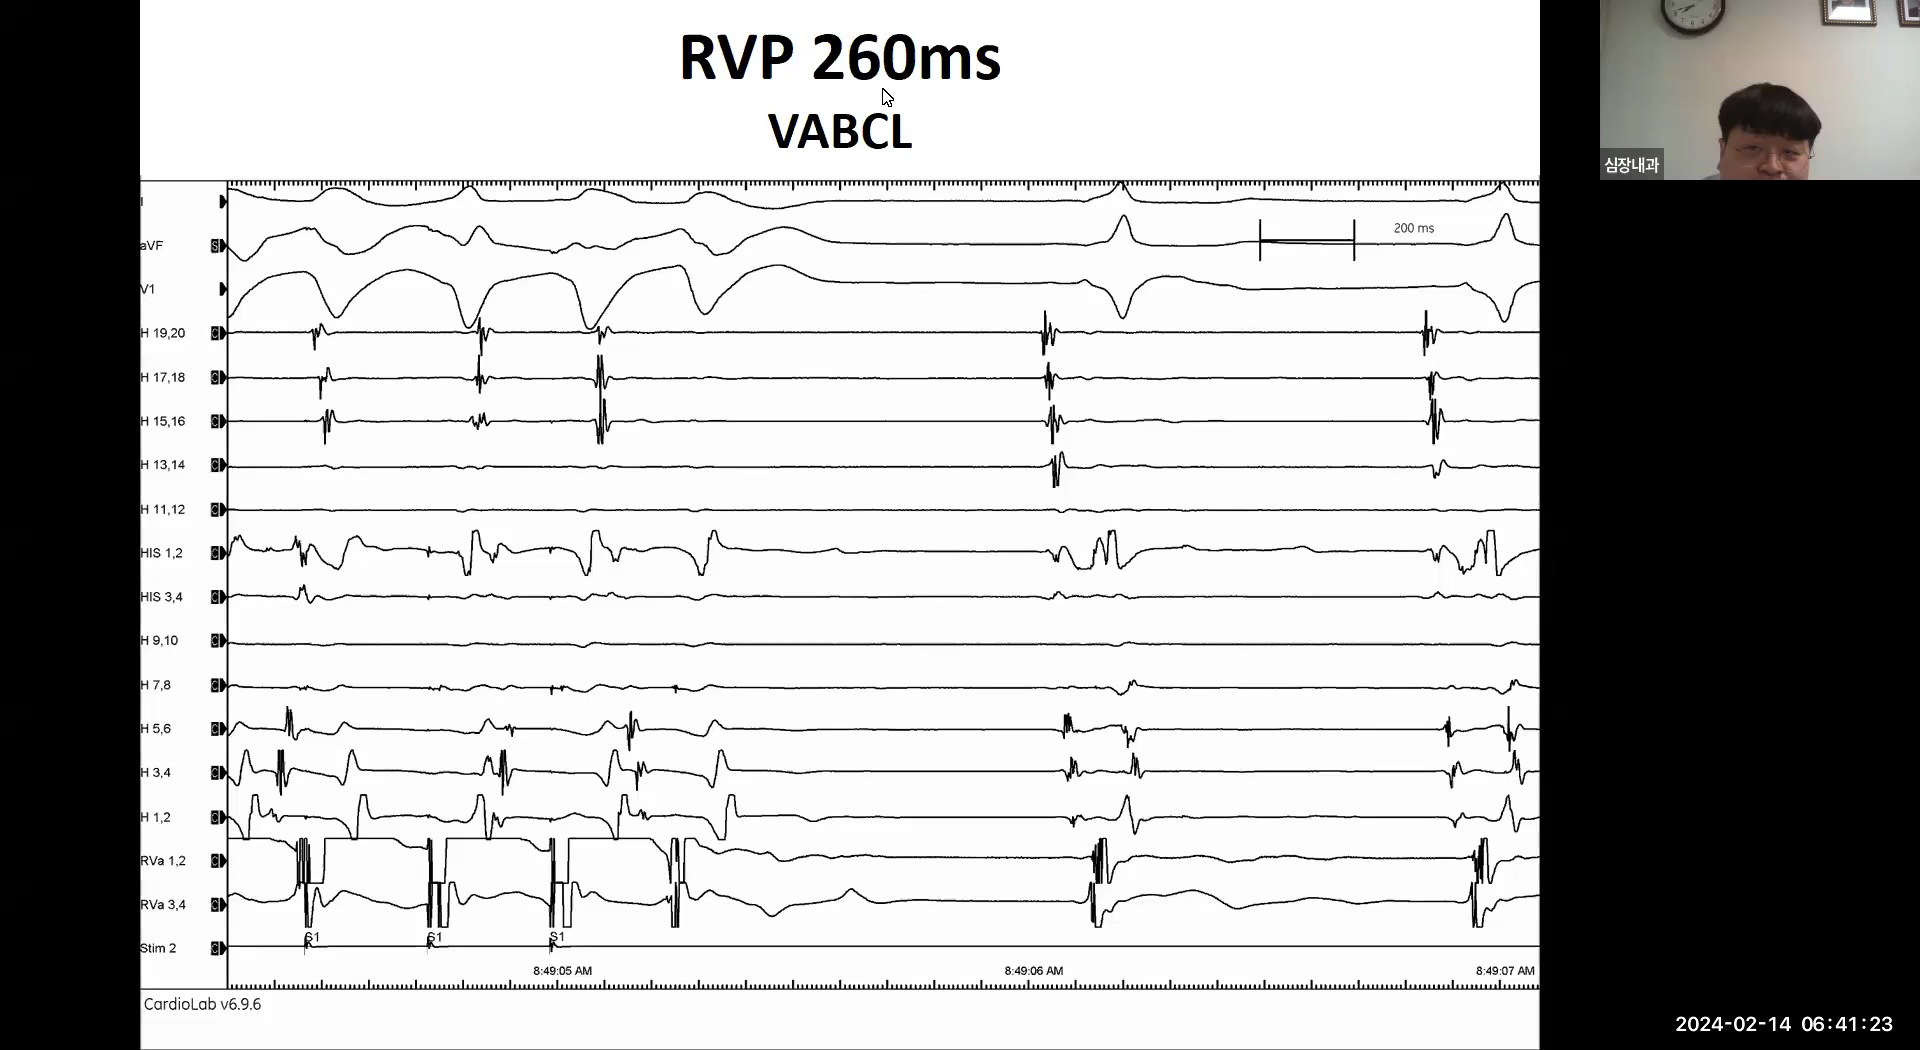 RVP 260ms
VABCL
심장내과
I
aVF
200 ms
V1
H 19,20
H 17,18
H 15,16
H 13,14
H 11,12
HIS 1,2
HIS 3,4
H 9,10
H 7,8
H 5,6
H 3,4
H 1,2
RVa 1,2
RVa 3,4
S1 S1 S1
Stim 2
8:49:05 AM 8:49:06 AM 8:49:07 AM
CardioLab v6.9.6
2024-02-14 06:41:23